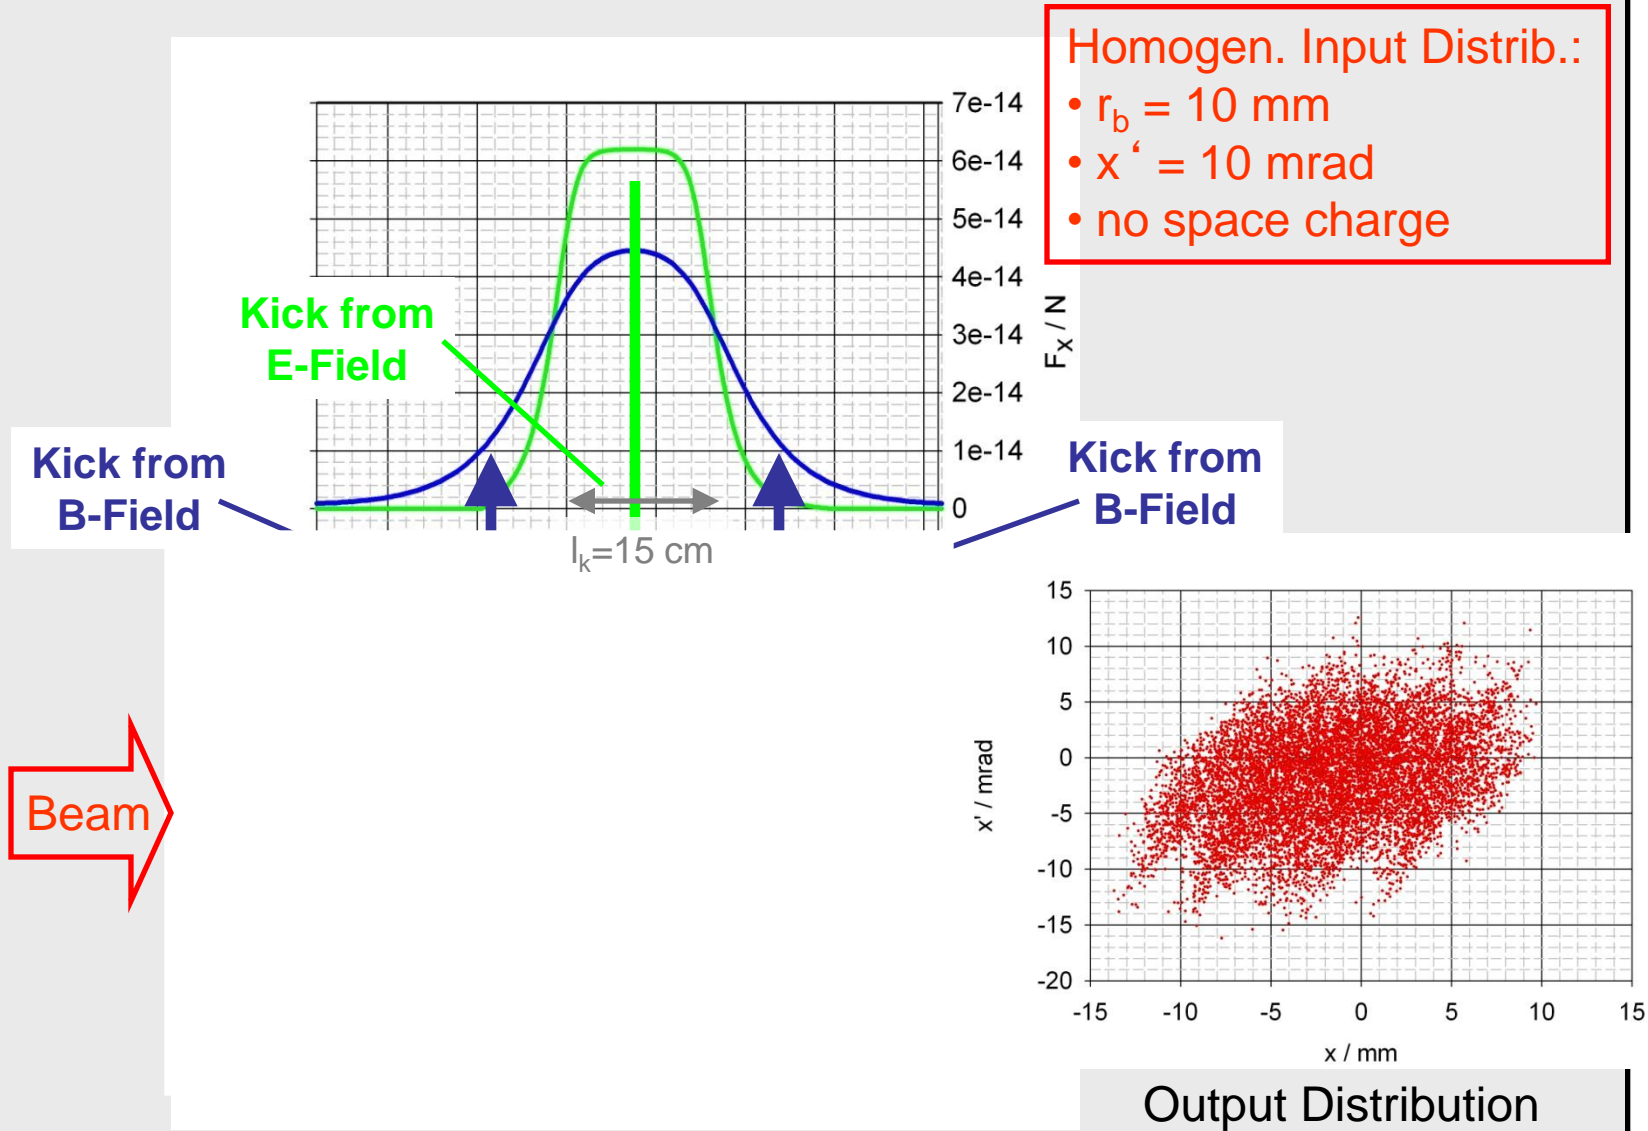 Homogen. Input Distrib.:
• r_b = 10 mm
• x ‘ = 10 mrad
• no space charge
7e-14
6e-14
5e-14
4e-14
3e-14
2e-14
1e-14
0
F_X / N
Kick from
E-Field
Kick from
B-Field
Kick from
B-Field
l_k=15 cm
Beam
15
10
5
0
-5
-10
-15
-20
x' / mrad
-15 -10 -5 0 5 10 15
x / mm
Output Distribution